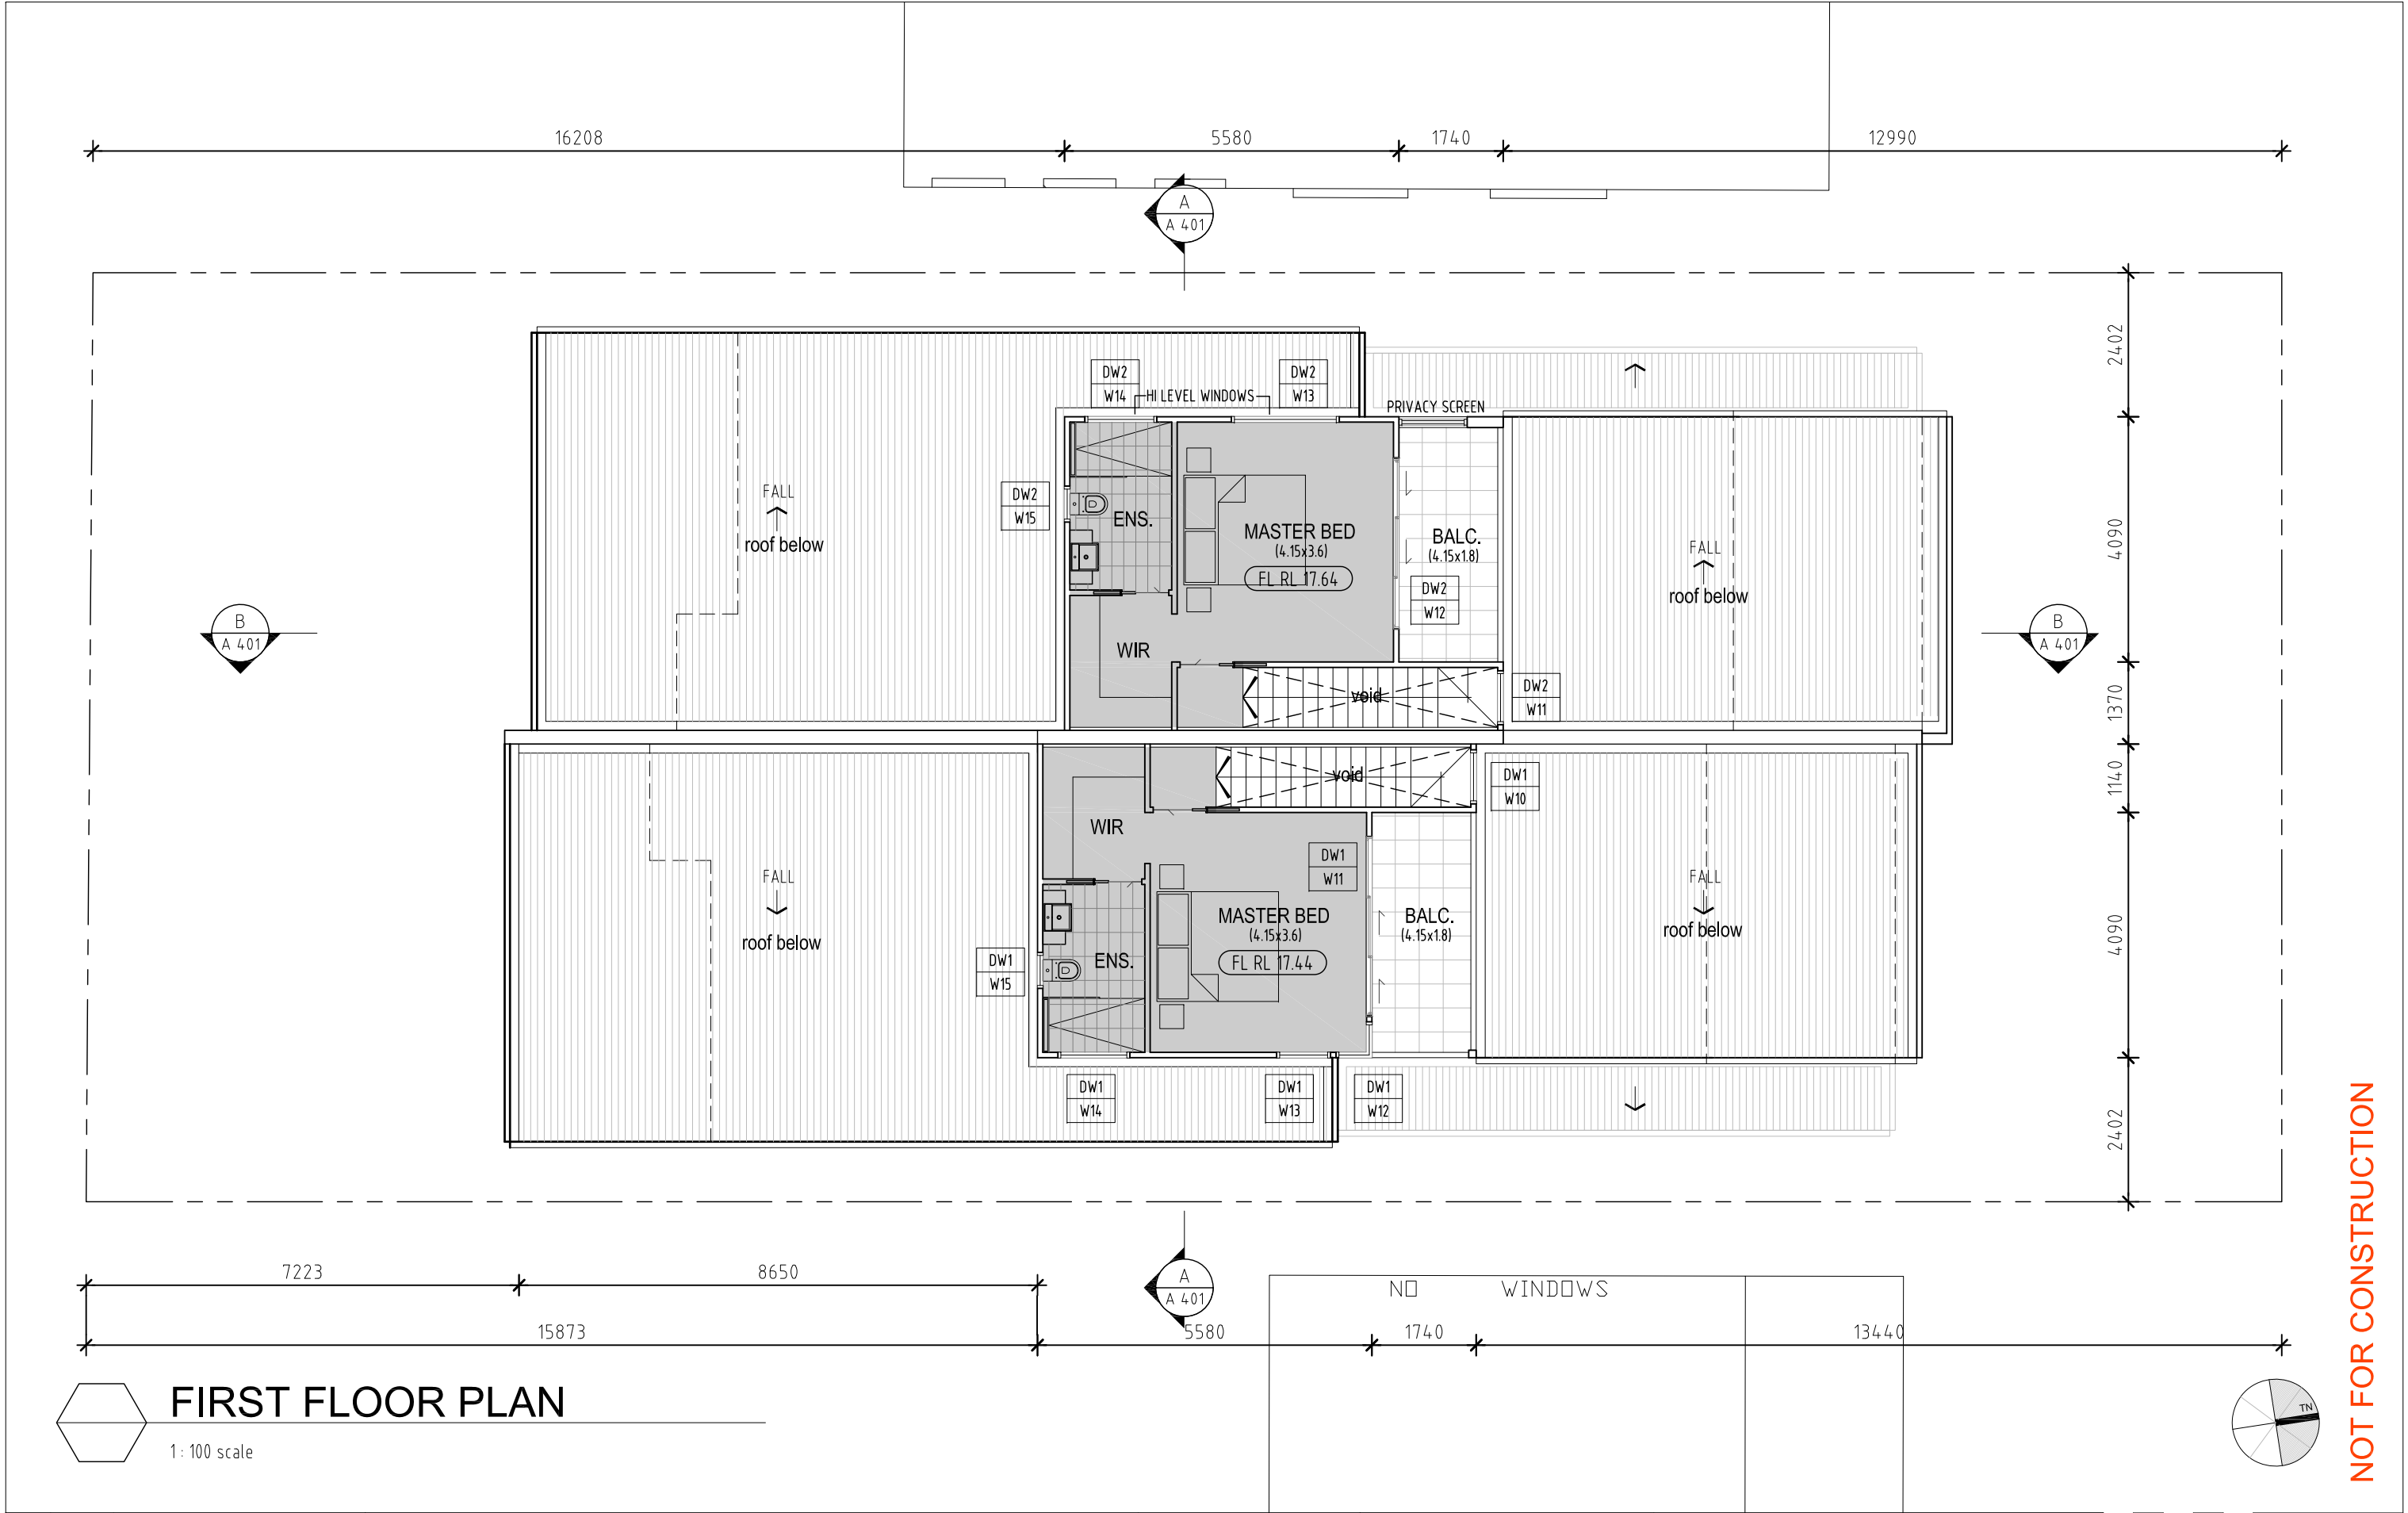 16208
5580
1740
12990
A
A 401
2402
DW2
W14
HI LEVEL WINDOWS
DW2
W13
PRIVACY SCREEN
FALL
roof below
DW2
W15
ENS.
MASTER BED
(4.15x3.6)
FL RL 17.64
BALC.
(4.15x1.8)
DW2
W12
FALL
roof below
4090
B
A 401
WIR
B
A 401
void
DW2
W11
1370
void
DW1
W10
1140
WIR
DW1
W11
FALL
roof below
MASTER BED
(4.15x3.6)
FL RL 17.44
BALC.
(4.15x1.8)
FALL
roof below
4090
DW1
W15
ENS.
DW1
W14
DW1
W13
DW1
W12
2402
7223
8650
A
A 401
NO WINDOWS
15873
5580
1740
13440
FIRST FLOOR PLAN
1 : 100 scale
TN
NOT FOR CONSTRUCTION